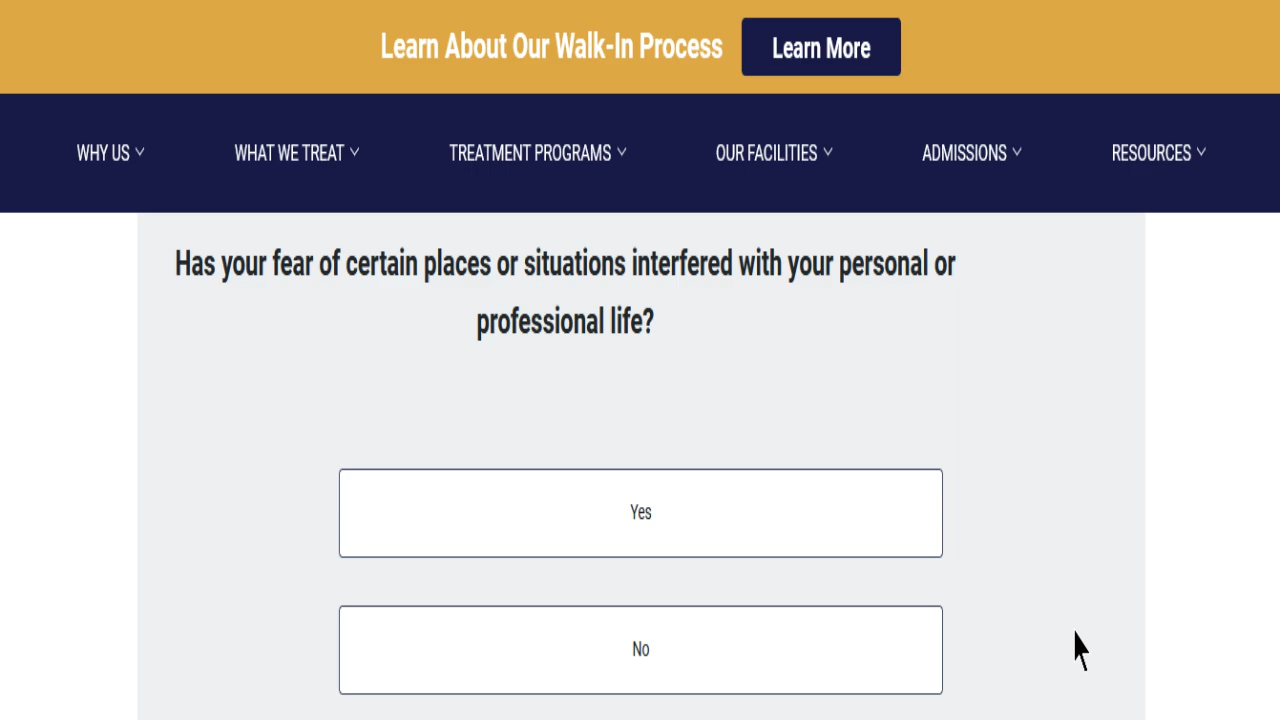 Learn About Our Walk-In Process Learn More
WHY US WHAT WE TREAT TREATMENT PROGRAMS OUR FACILITIES ADMISSIONS RESOURCES
Has your fear of certain places or situations interfered with your personal or
professional life?
Yes
No